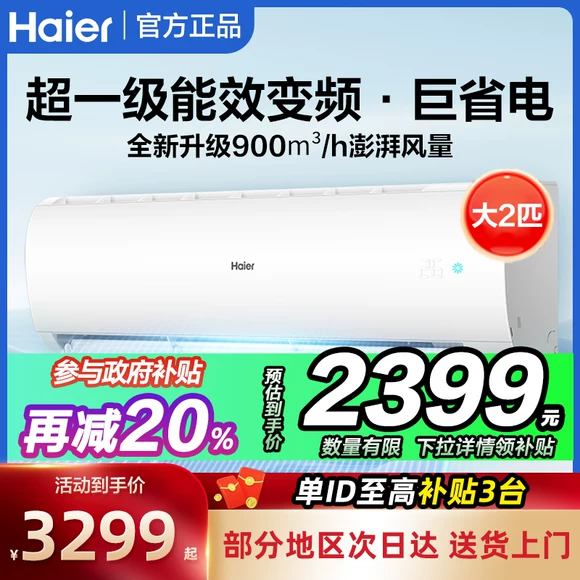 Haier 官方正品
超一级能效变频·巨省电
全新升级900m³/h澎湃风量
大2匹
Haier
参与政府补贴
再减20%
预估到手价
2399元
数量有限 下拉详情领补贴
活动到手价
¥3299起
单ID至高补贴3台
部分地区次日达 送货上门